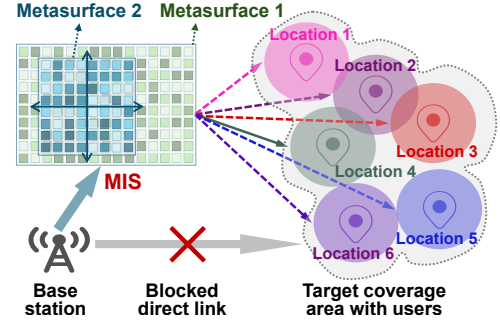 Metasurface 2
Metasurface 1
Location 1
Location 2
Location 3
Location 4
Location 5
Location 6
MIS
Base
station
Blocked
direct link
Target coverage
area with users